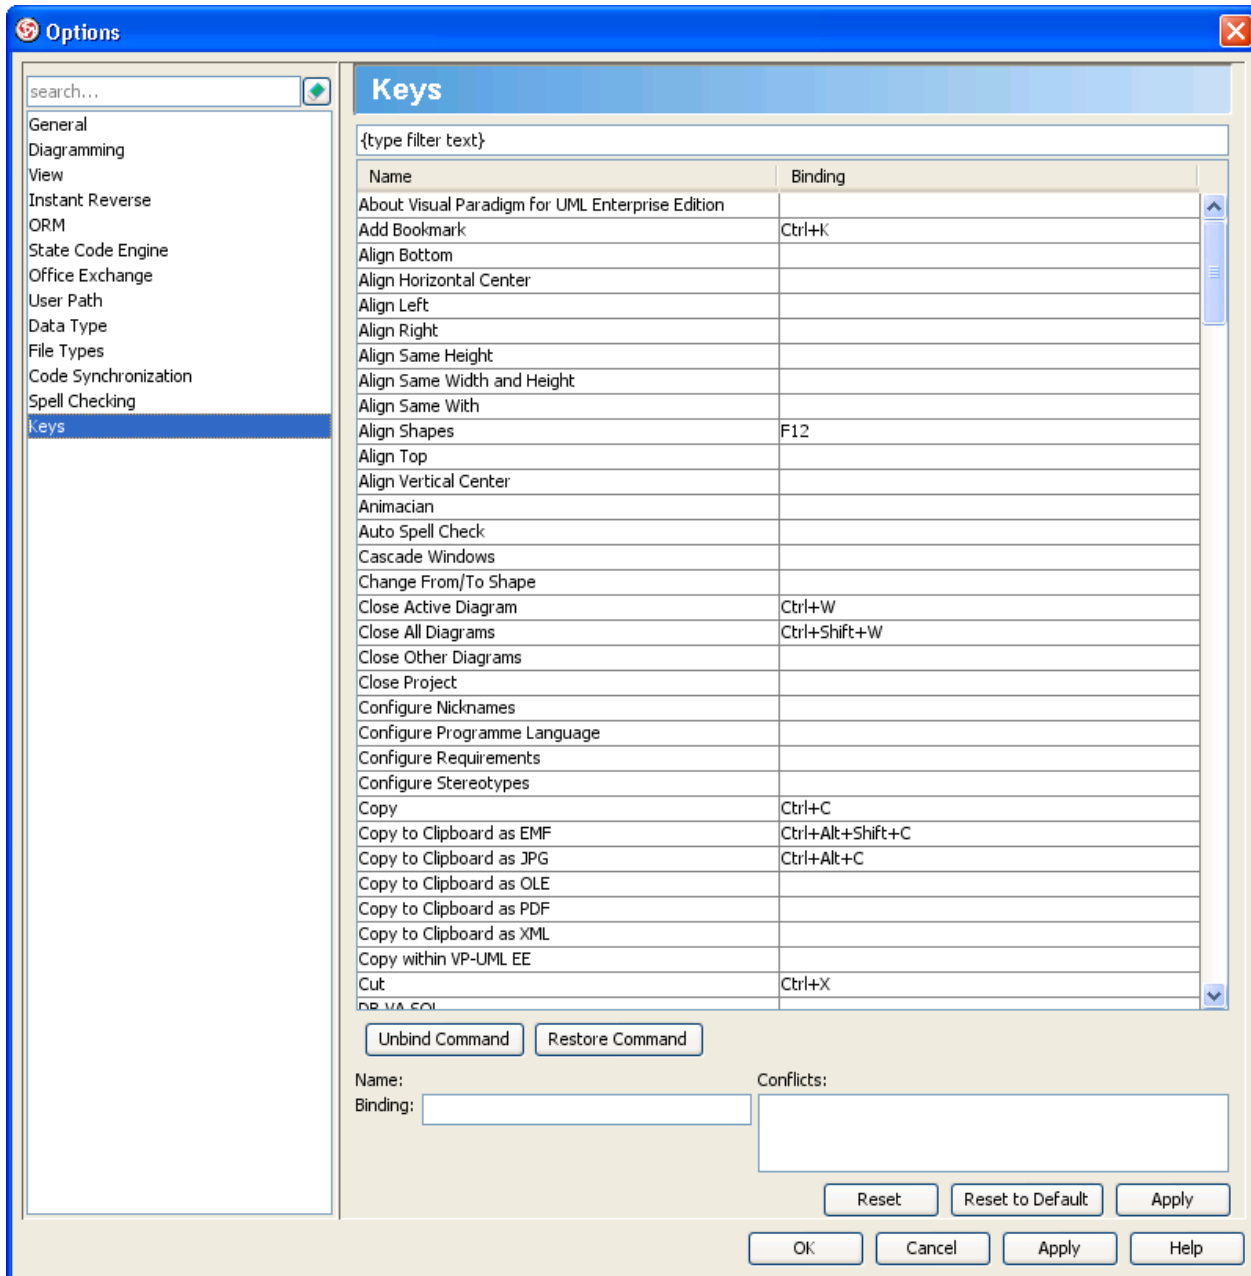 Options
search...
General
Diagramming
View
Instant Reverse
ORM
State Code Engine
Office Exchange
User Path
Data Type
File Types
Code Synchronization
Spell Checking
Keys
Keys
{type filter text}
Name Binding
About Visual Paradigm for UML Enterprise Edition
Add Bookmark Ctrl+K
Align Bottom
Align Horizontal Center
Align Left
Align Right
Align Same Height
Align Same Width and Height
Align Same With
Align Shapes F12
Align Top
Align Vertical Center
Animacian
Auto Spell Check
Cascade Windows
Change From/To Shape
Close Active Diagram Ctrl+W
Close All Diagrams Ctrl+Shift+W
Close Other Diagrams
Close Project
Configure Nicknames
Configure Programme Language
Configure Requirements
Configure Stereotypes
Copy Ctrl+C
Copy to Clipboard as EMF Ctrl+Alt+Shift+C
Copy to Clipboard as JPG Ctrl+Alt+C
Copy to Clipboard as OLE
Copy to Clipboard as PDF
Copy to Clipboard as XML
Copy within VP-UML EE
Cut Ctrl+X
DB VA SQL
Unbind Command Restore Command
Name: Conflicts:
Binding:
Reset Reset to Default Apply
OK Cancel Apply Help